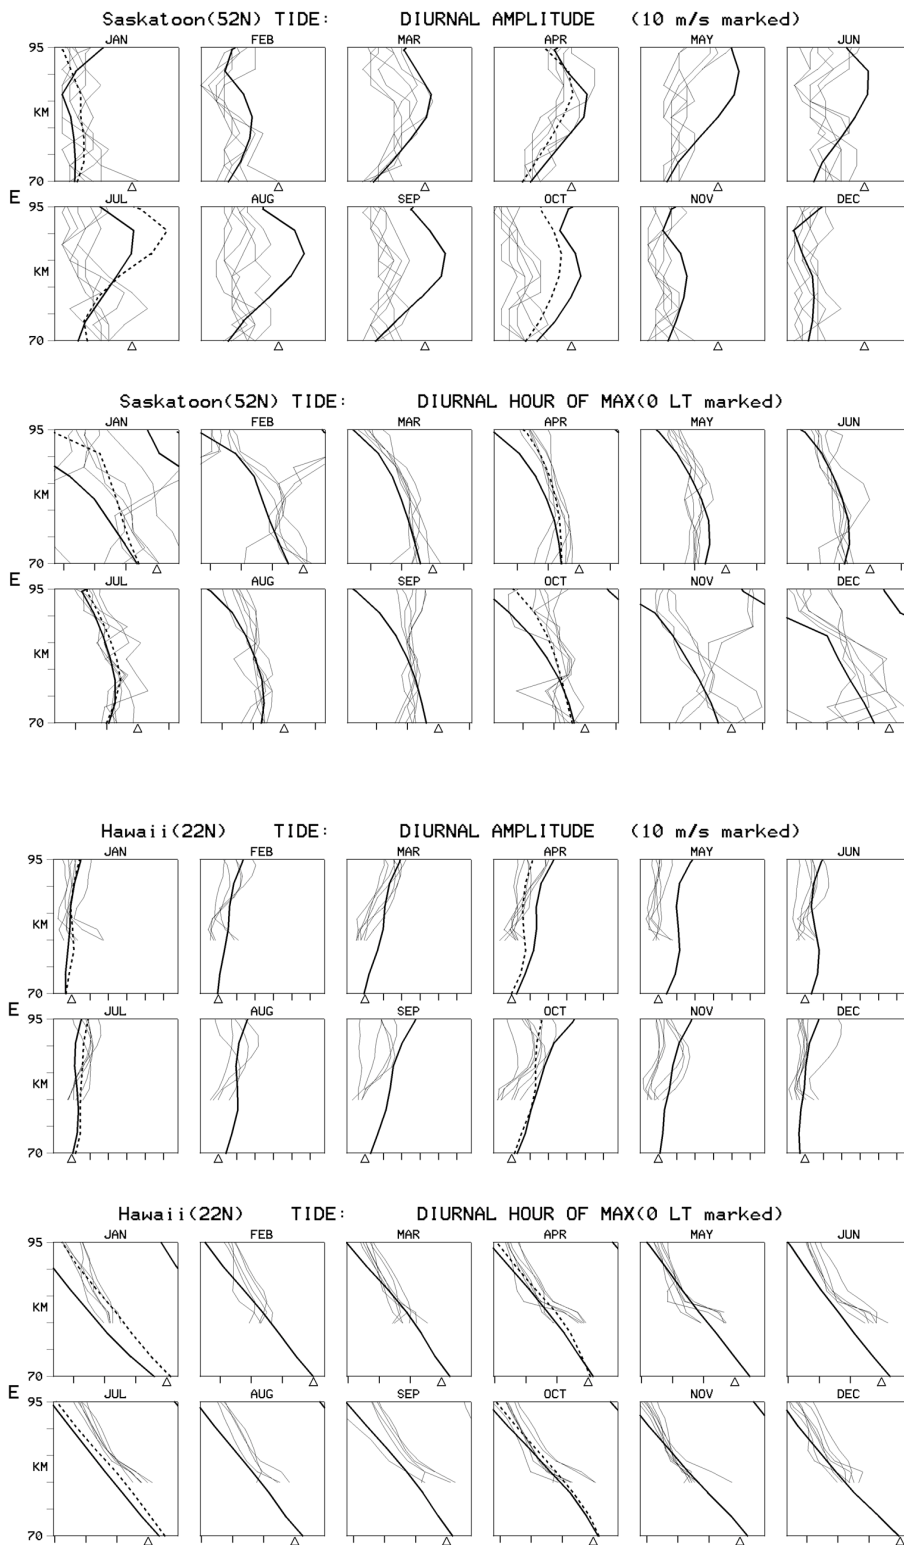 Saskatoon(52N) TIDE: DIURNAL AMPLITUDE (10 m/s marked)
JAN FEB MAR APR MAY JUN
95
KM
70
E
JUL AUG SEP OCT NOV DEC
95
KM
70
Saskatoon(52N) TIDE: DIURNAL HOUR OF MAX(0 LT marked)
JAN FEB MAR APR MAY JUN
95
KM
70
E
JUL AUG SEP OCT NOV DEC
95
KM
70
Hawaii(22N) TIDE: DIURNAL AMPLITUDE (10 m/s marked)
JAN FEB MAR APR MAY JUN
95
KM
70
E
JUL AUG SEP OCT NOV DEC
95
KM
70
Hawaii(22N) TIDE: DIURNAL HOUR OF MAX(0 LT marked)
JAN FEB MAR APR MAY JUN
95
KM
70
E
JUL AUG SEP OCT NOV DEC
95
KM
70